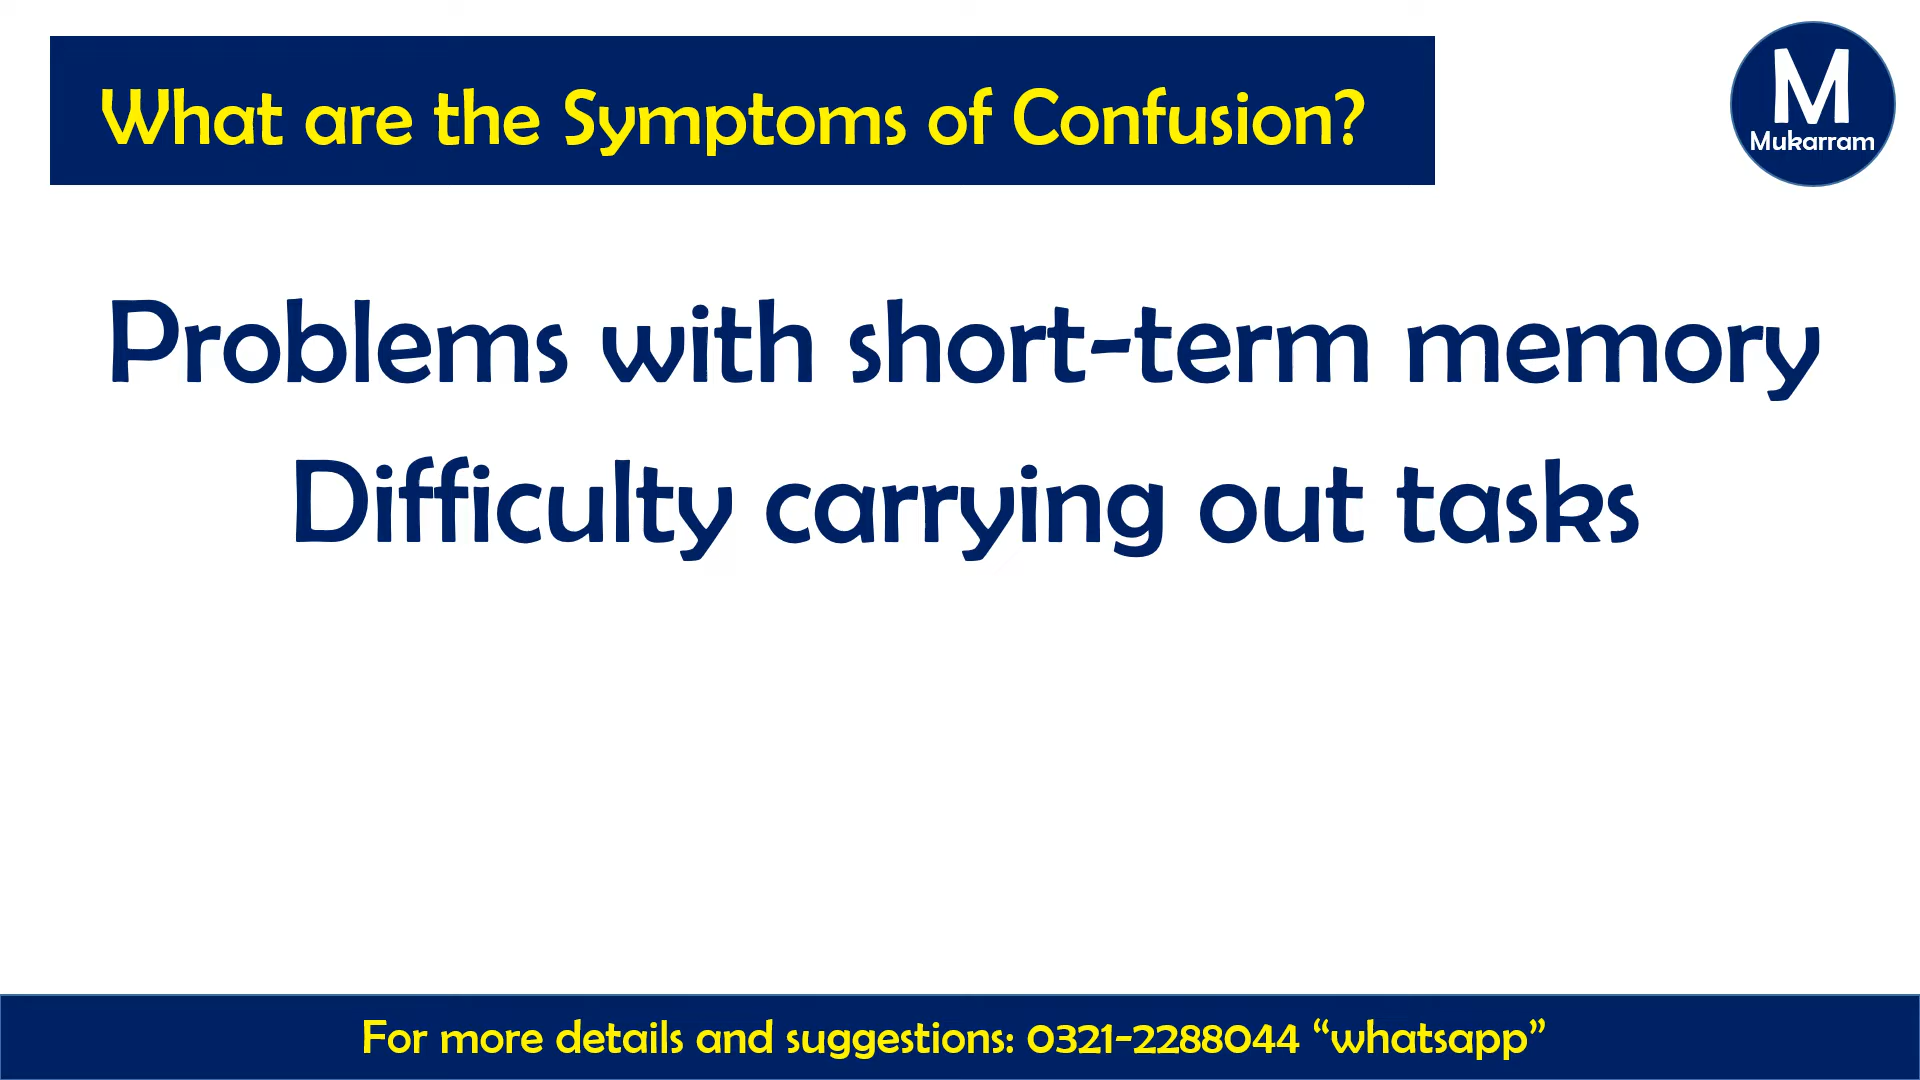 What are the Symptoms of Confusion?
M
Mukarram
Problems with short-term memory
Difficulty carrying out tasks
For more details and suggestions: 0321-2288044 “whatsapp”